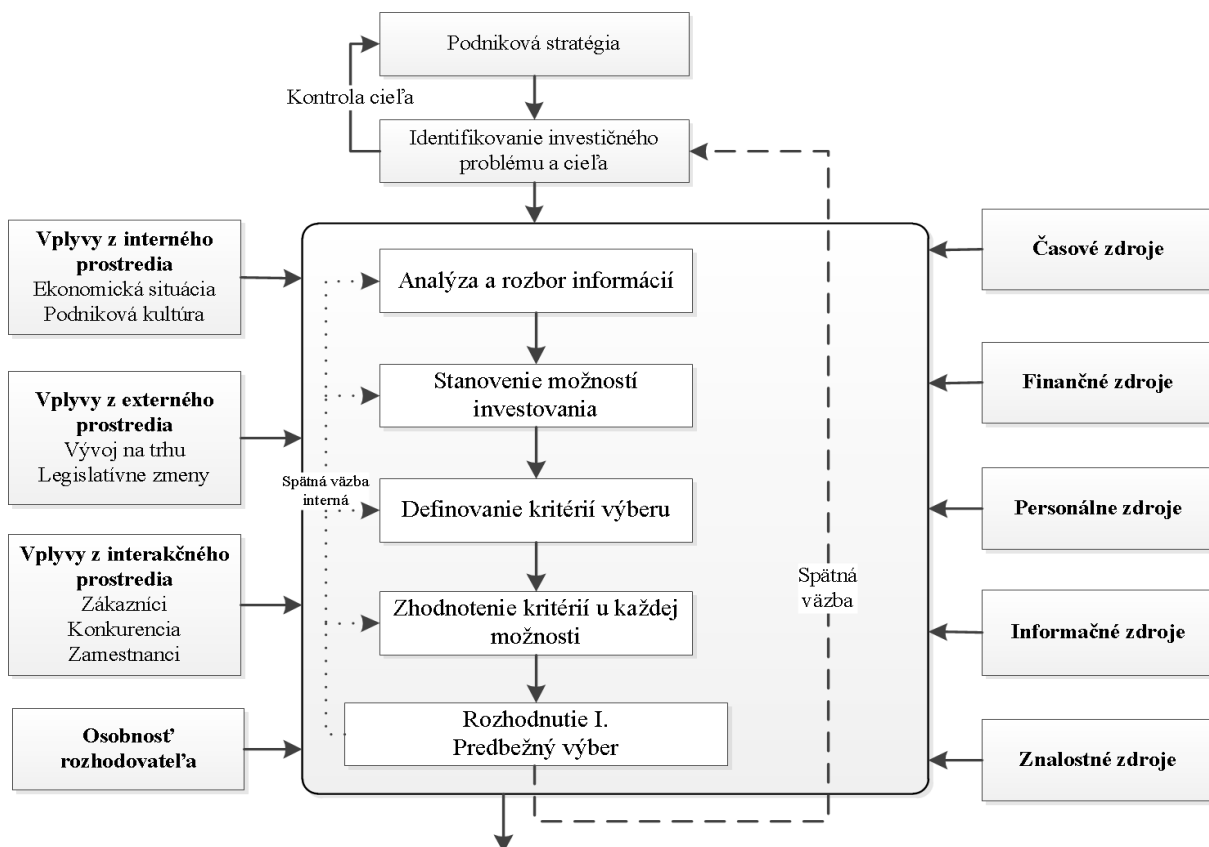 Podniková stratégia
Kontrola cieľa
Identifikovanie investičného
problému a cieľa
Vplyvy z interného
prostredia
Ekonomická situácia
Podniková kultúra
Vplyvy z externého
prostredia
Vývoj na trhu
Legislatívne zmeny
Vplyvy z interakčného
prostredia
Zákazníci
Konkurencia
Zamestnanci
Osobnosť
rozhodovateľa
Analýza a rozbor informácií
Stanovenie možností
investovania
Spätná väzba
interná
Definovanie kritérií výberu
Zhodnotenie kritérií u každej
možnosti
Rozhodnutie I.
Predbežný výber
Spätná
väzba
Časové zdroje
Finančné zdroje
Personálne zdroje
Informačné zdroje
Znalostné zdroje